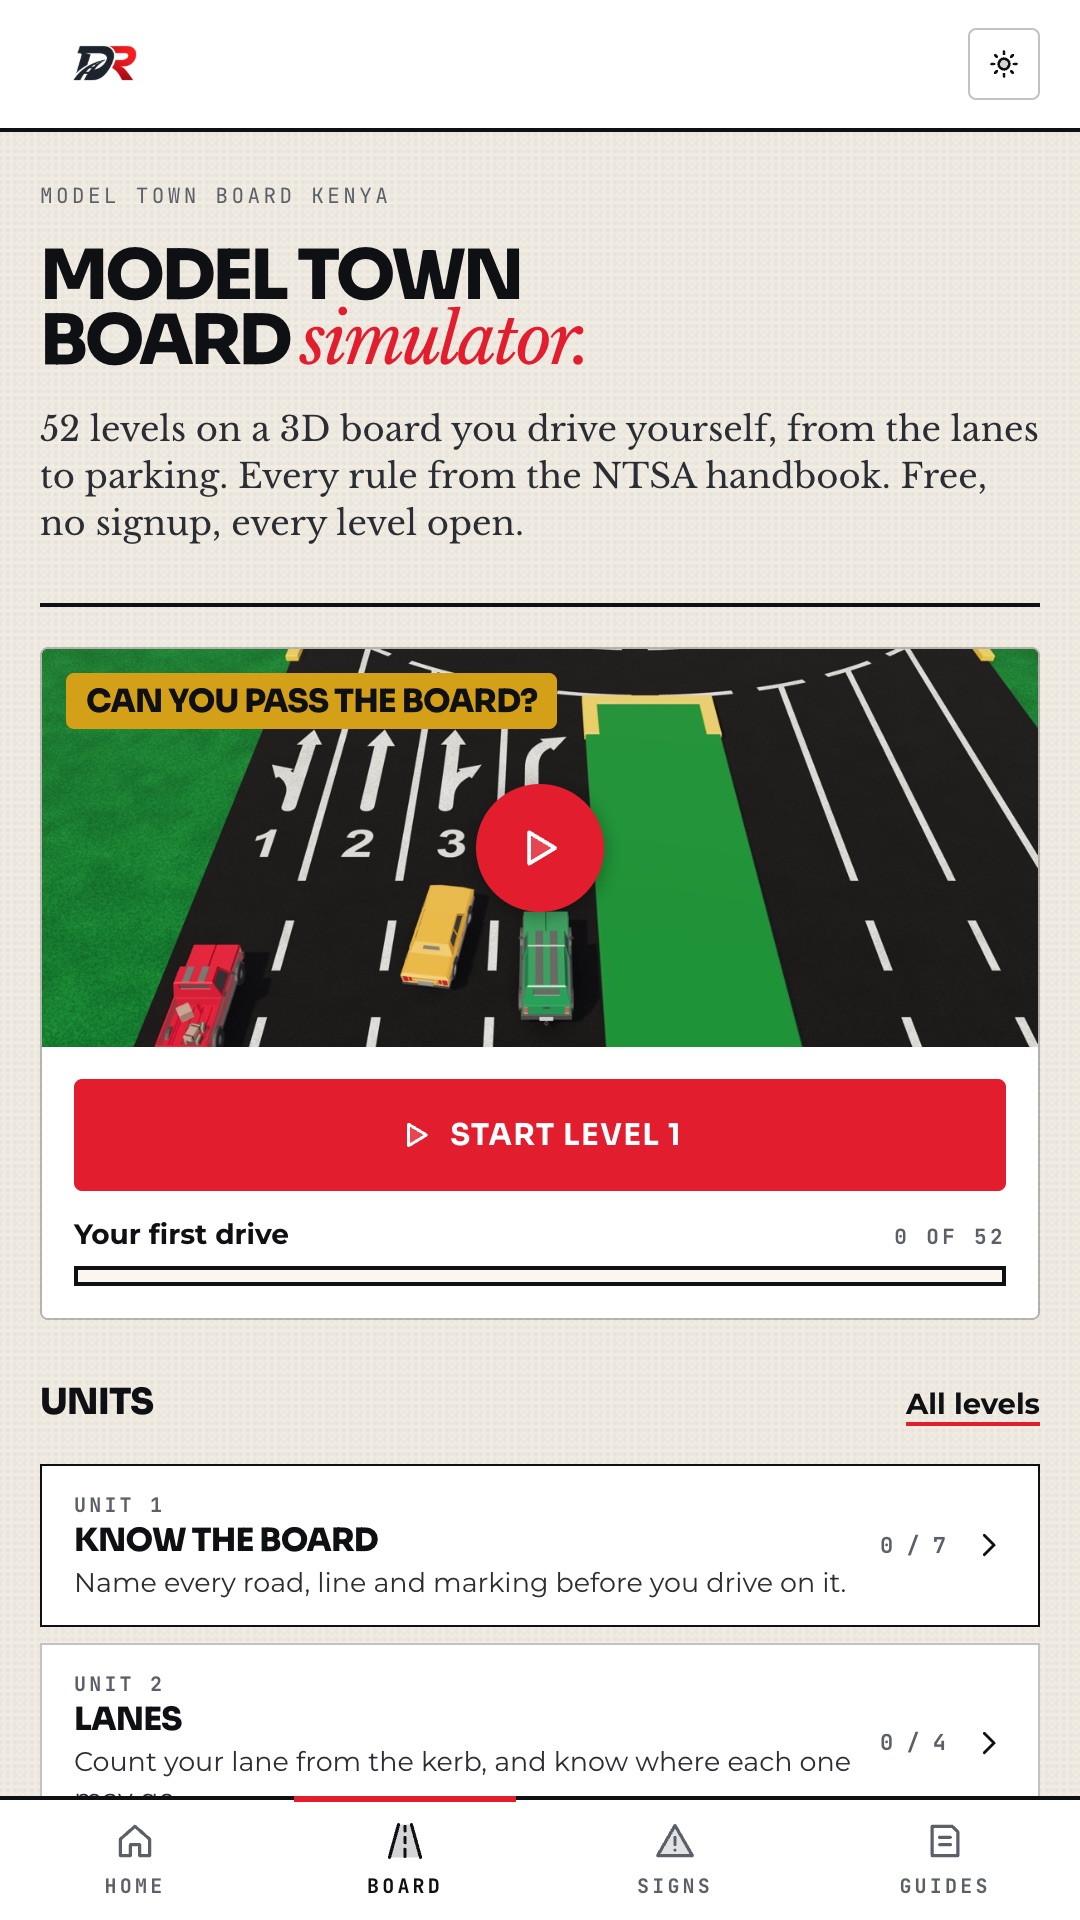 DR
MODEL TOWN BOARD KENYA
MODEL TOWN
BOARD simulator.
52 levels on a 3D board you drive yourself, from the lanes
to parking. Every rule from the NTSA handbook. Free,
no signup, every level open.
CAN YOU PASS THE BOARD?
1 2 3
START LEVEL 1
Your first drive 0 OF 52
UNITS All levels
UNIT 1
KNOW THE BOARD
Name every road, line and marking before you drive on it.
0 / 7
UNIT 2
LANES
Count your lane from the kerb, and know where each one
may go.
0 / 4
HOME BOARD SIGNS GUIDES